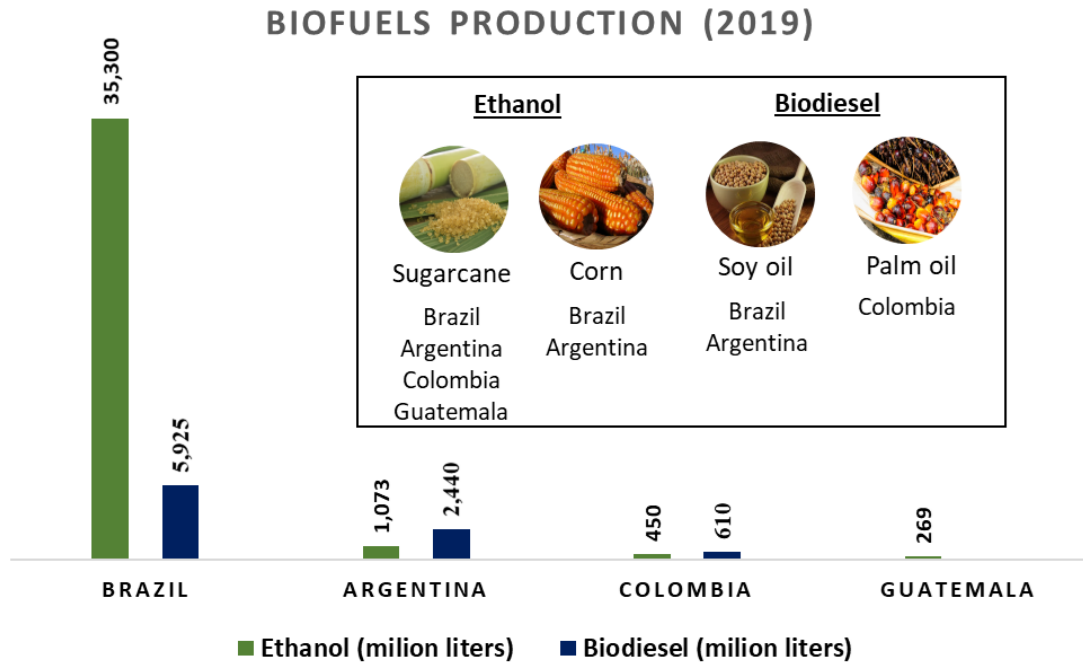 BIOFUELS PRODUCTION (2019)
35,300
5,925
1,073
2,440
450
610
269
Ethanol
Biodiesel
Sugarcane
Corn
Soy oil
Palm oil
Brazil
Argentina
Colombia
Guatemala
Brazil
Argentina
Brazil
Argentina
Colombia
BRAZIL
ARGENTINA
COLOMBIA
GUATEMALA
Ethanol (milion liters)
Biodiesel (milion liters)